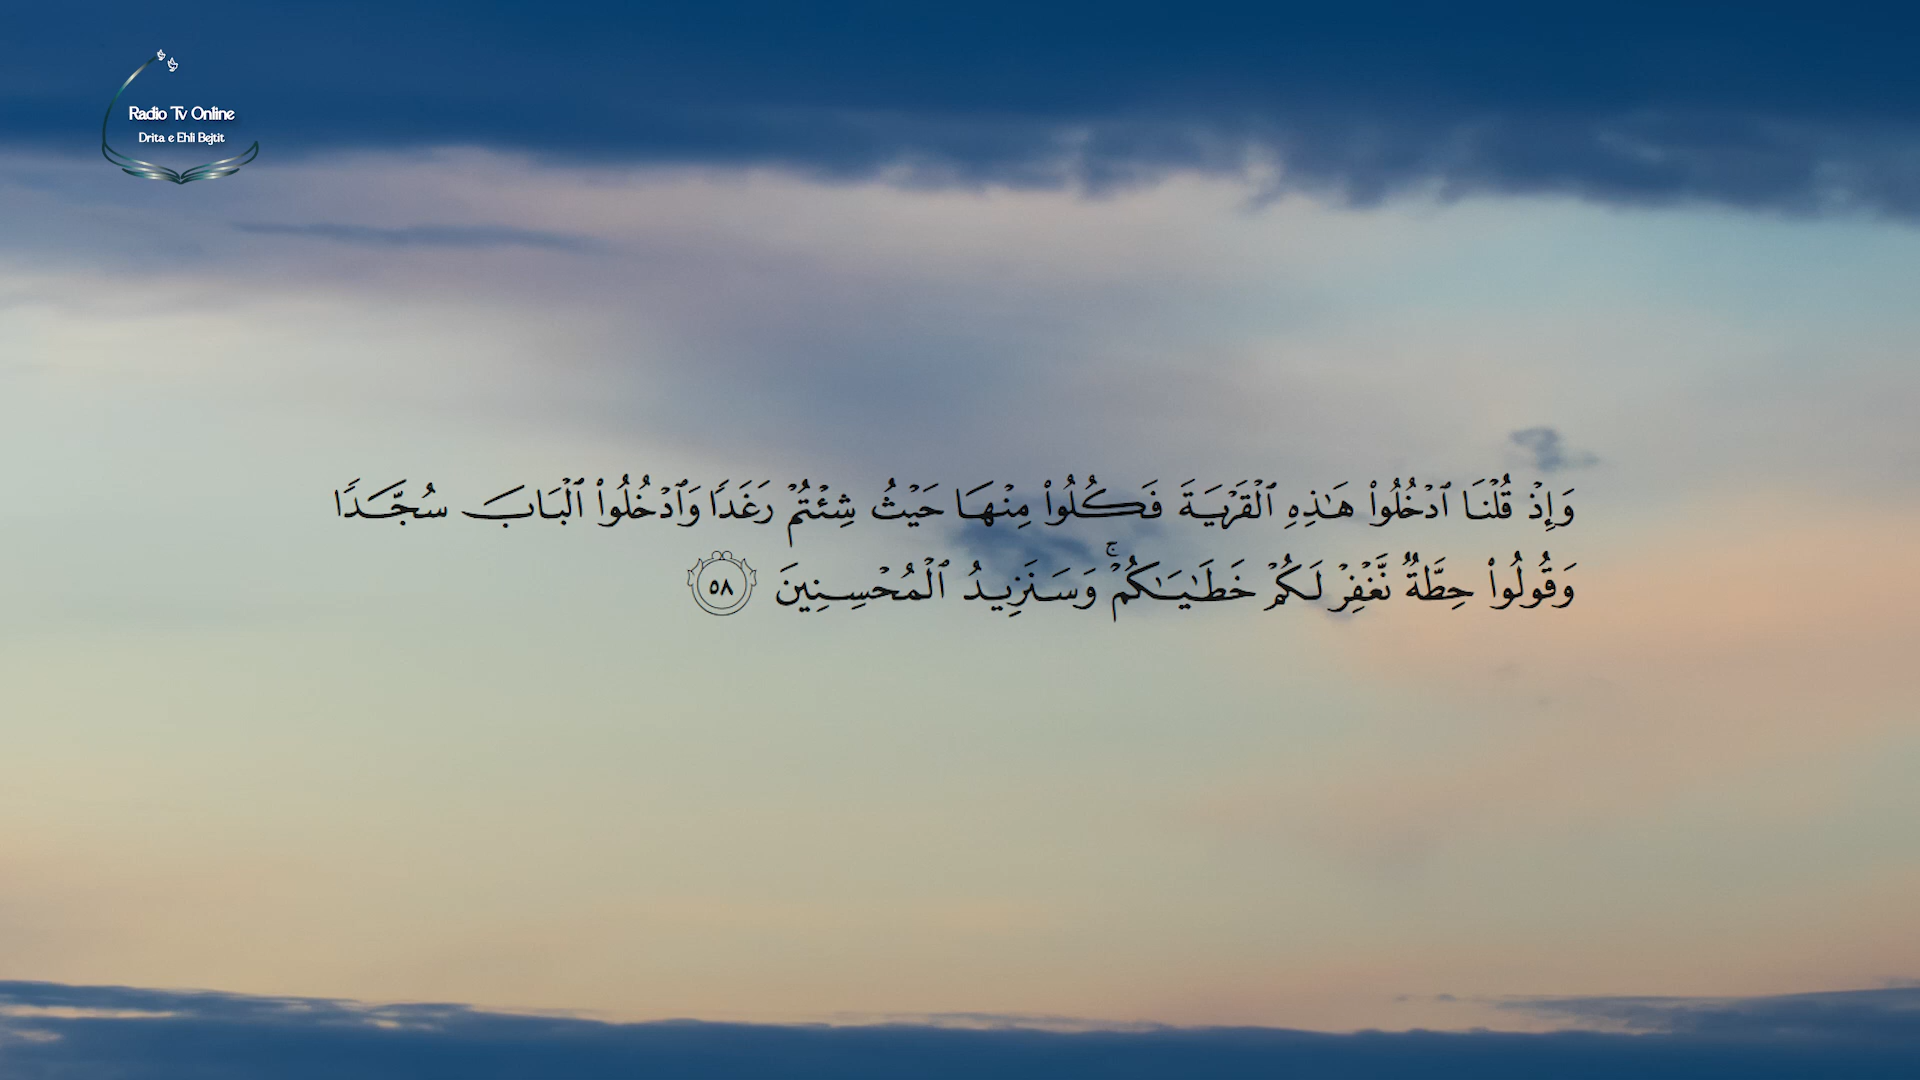 Radio Tv Online
Drita e Ehli Bejtit
وَإِذۡ قُلۡنَا ٱدۡخُلُواْ هَٰذِهِ ٱلۡقَرۡيَةَ فَكُلُواْ مِنۡهَا حَيۡثُ شِئۡتُمۡ رَغَدٗا وَٱدۡخُلُواْ ٱلۡبَابَ سُجَّدٗا
وَقُولُواْ حِطَّةٞ نَّغۡفِرۡ لَكُمۡ خَطَٰيَٰكُمۡۚ وَسَنَزِيدُ ٱلۡمُحۡسِنِينَ ٥٨